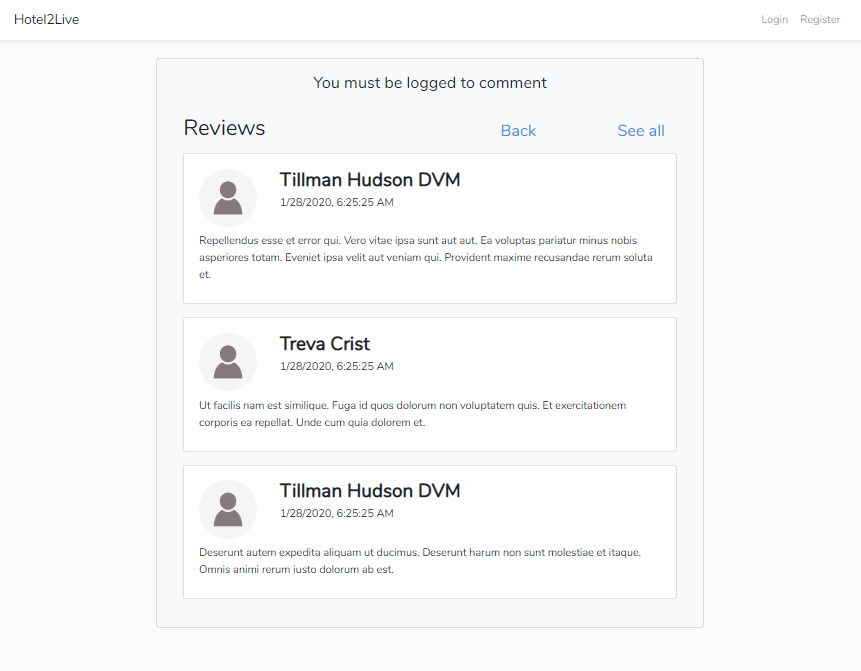 Hotel2Live
Login Register
You must be logged to comment
Reviews Back See all
Tillman Hudson DVM
1/28/2020, 6:25:25 AM
Repellendus esse et error qui. Vero vitae ipsa sunt aut aut. Ea voluptas pariatur minus nobis
asperiores totam. Eveniet ipsa velit aut veniam qui. Provident maxime recusandae rerum soluta
et.
Treva Crist
1/28/2020, 6:25:25 AM
Ut facilis nam est similique. Fuga id quos dolorum non voluptatem quis. Et exercitationem
corporis ea repellat. Unde cum quia dolorem et.
Tillman Hudson DVM
1/28/2020, 6:25:25 AM
Deserunt autem expedita aliquam ut ducimus. Deserunt harum non sunt molestiae et itaque.
Omnis animi rerum iusto dolorum ab est.